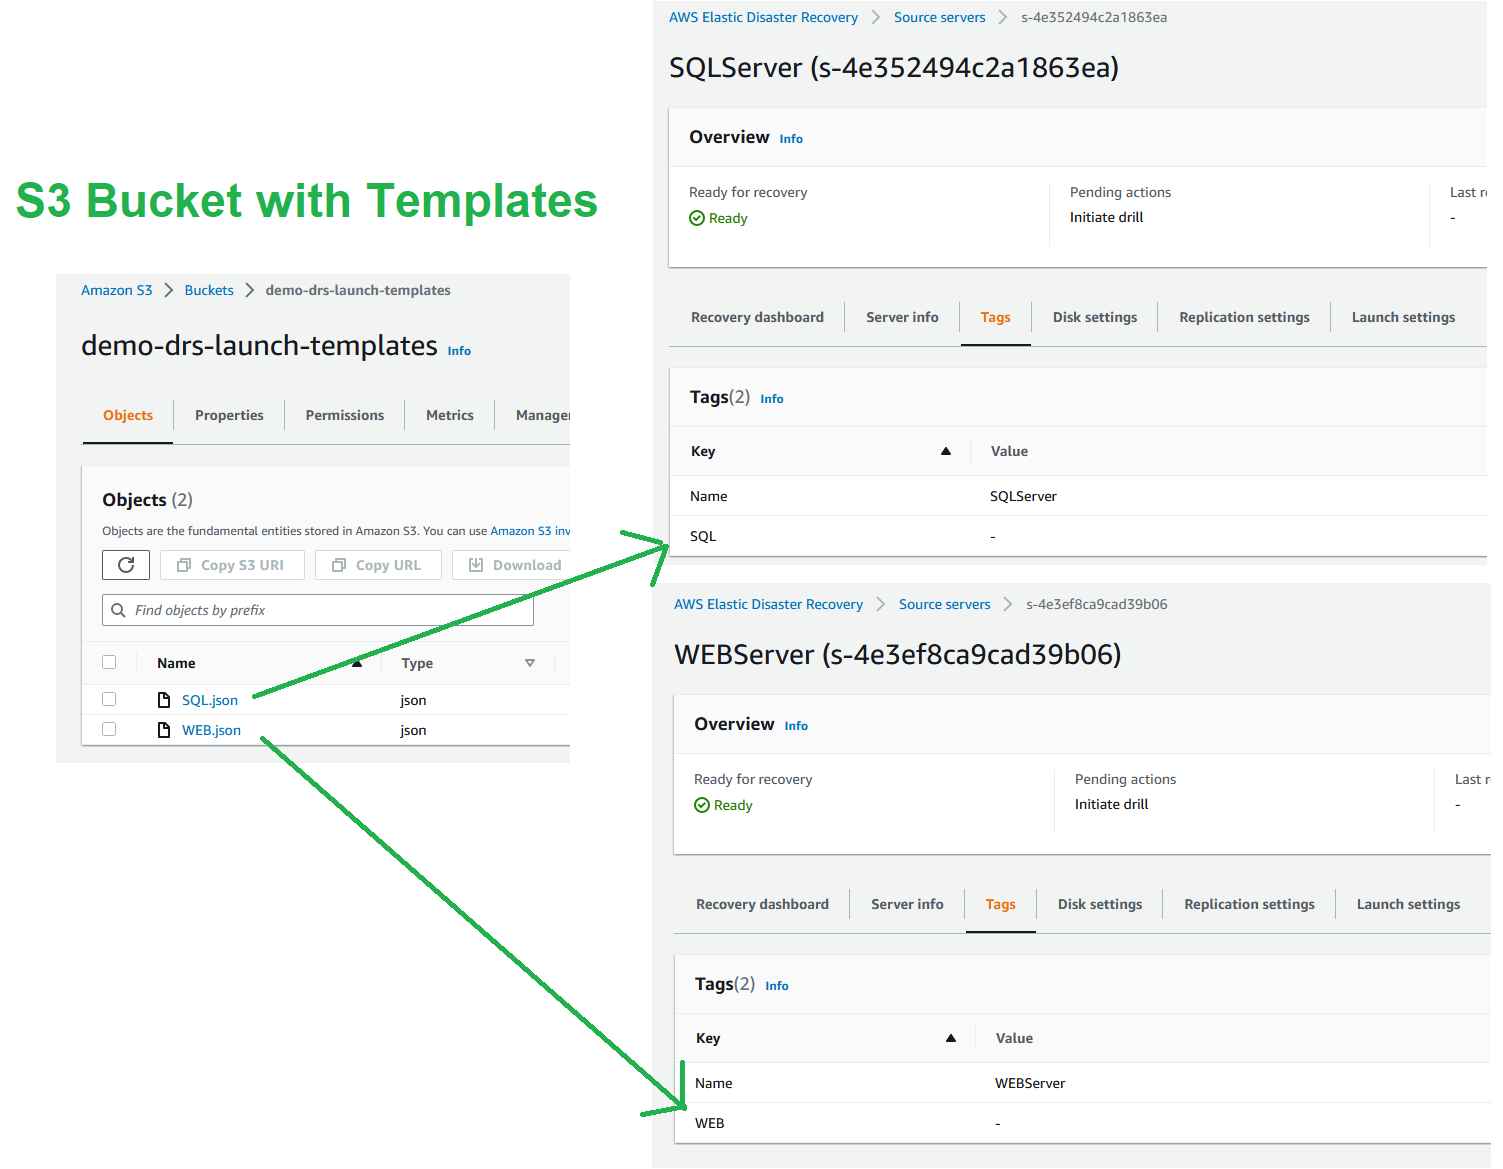 S3 Bucket with Templates
Amazon S3 > Buckets > demo-drs-launch-templates
demo-drs-launch-templates Info
Objects Properties Permissions Metrics Manager
Objects (2)
Objects are the fundamental entities stored in Amazon S3. You can use Amazon S3 inv
Copy S3 URI Copy URL Download
Find objects by prefix
Name Type
SQL.json json
WEB.json json
AWS Elastic Disaster Recovery > Source servers > s-4e352494c2a1863ea
SQLServer (s-4e352494c2a1863ea)
Overview Info
Ready for recovery Pending actions Last r
Ready Initiate drill -
Recovery dashboard Server info Tags Disk settings Replication settings Launch settings
Tags(2) Info
Key Value
Name SQLServer
SQL -
AWS Elastic Disaster Recovery > Source servers > s-4e3ef8ca9cad39b06
WEBServer (s-4e3ef8ca9cad39b06)
Overview Info
Ready for recovery Pending actions Last r
Ready Initiate drill -
Recovery dashboard Server info Tags Disk settings Replication settings Launch settings
Tags(2) Info
Key Value
Name WEBServer
WEB -